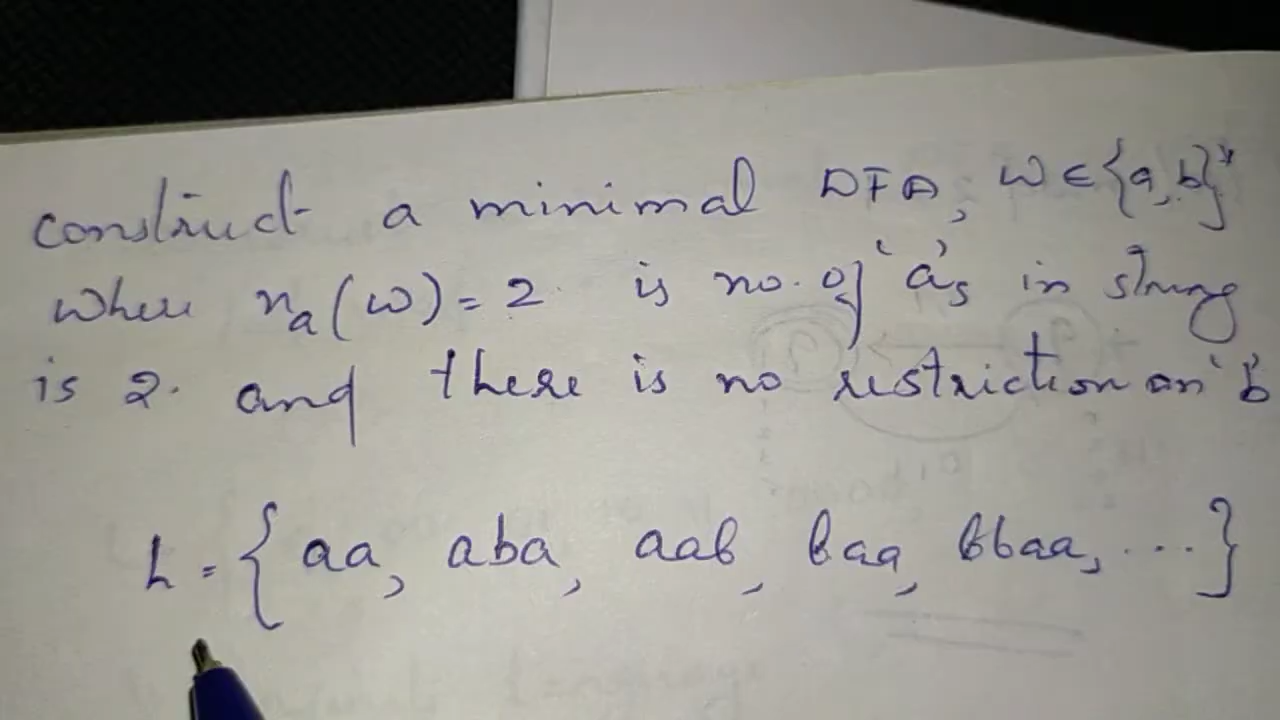 construct a minimal DFA, w ∈ {a,b}*
where nₐ(w) = 2 is no. of 'a's in string
is 2. and there is no restriction on 'b'
L = { aa, aba, aab, baa, bbaa, ... }